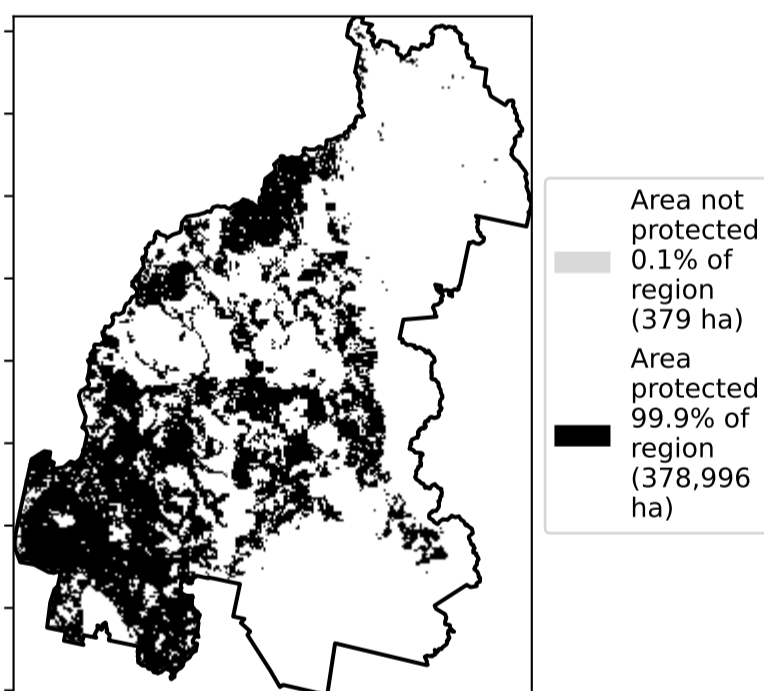 Area not
protected
0.1% of
region
(379 ha)
Area
protected
99.9% of
region
(378,996
ha)